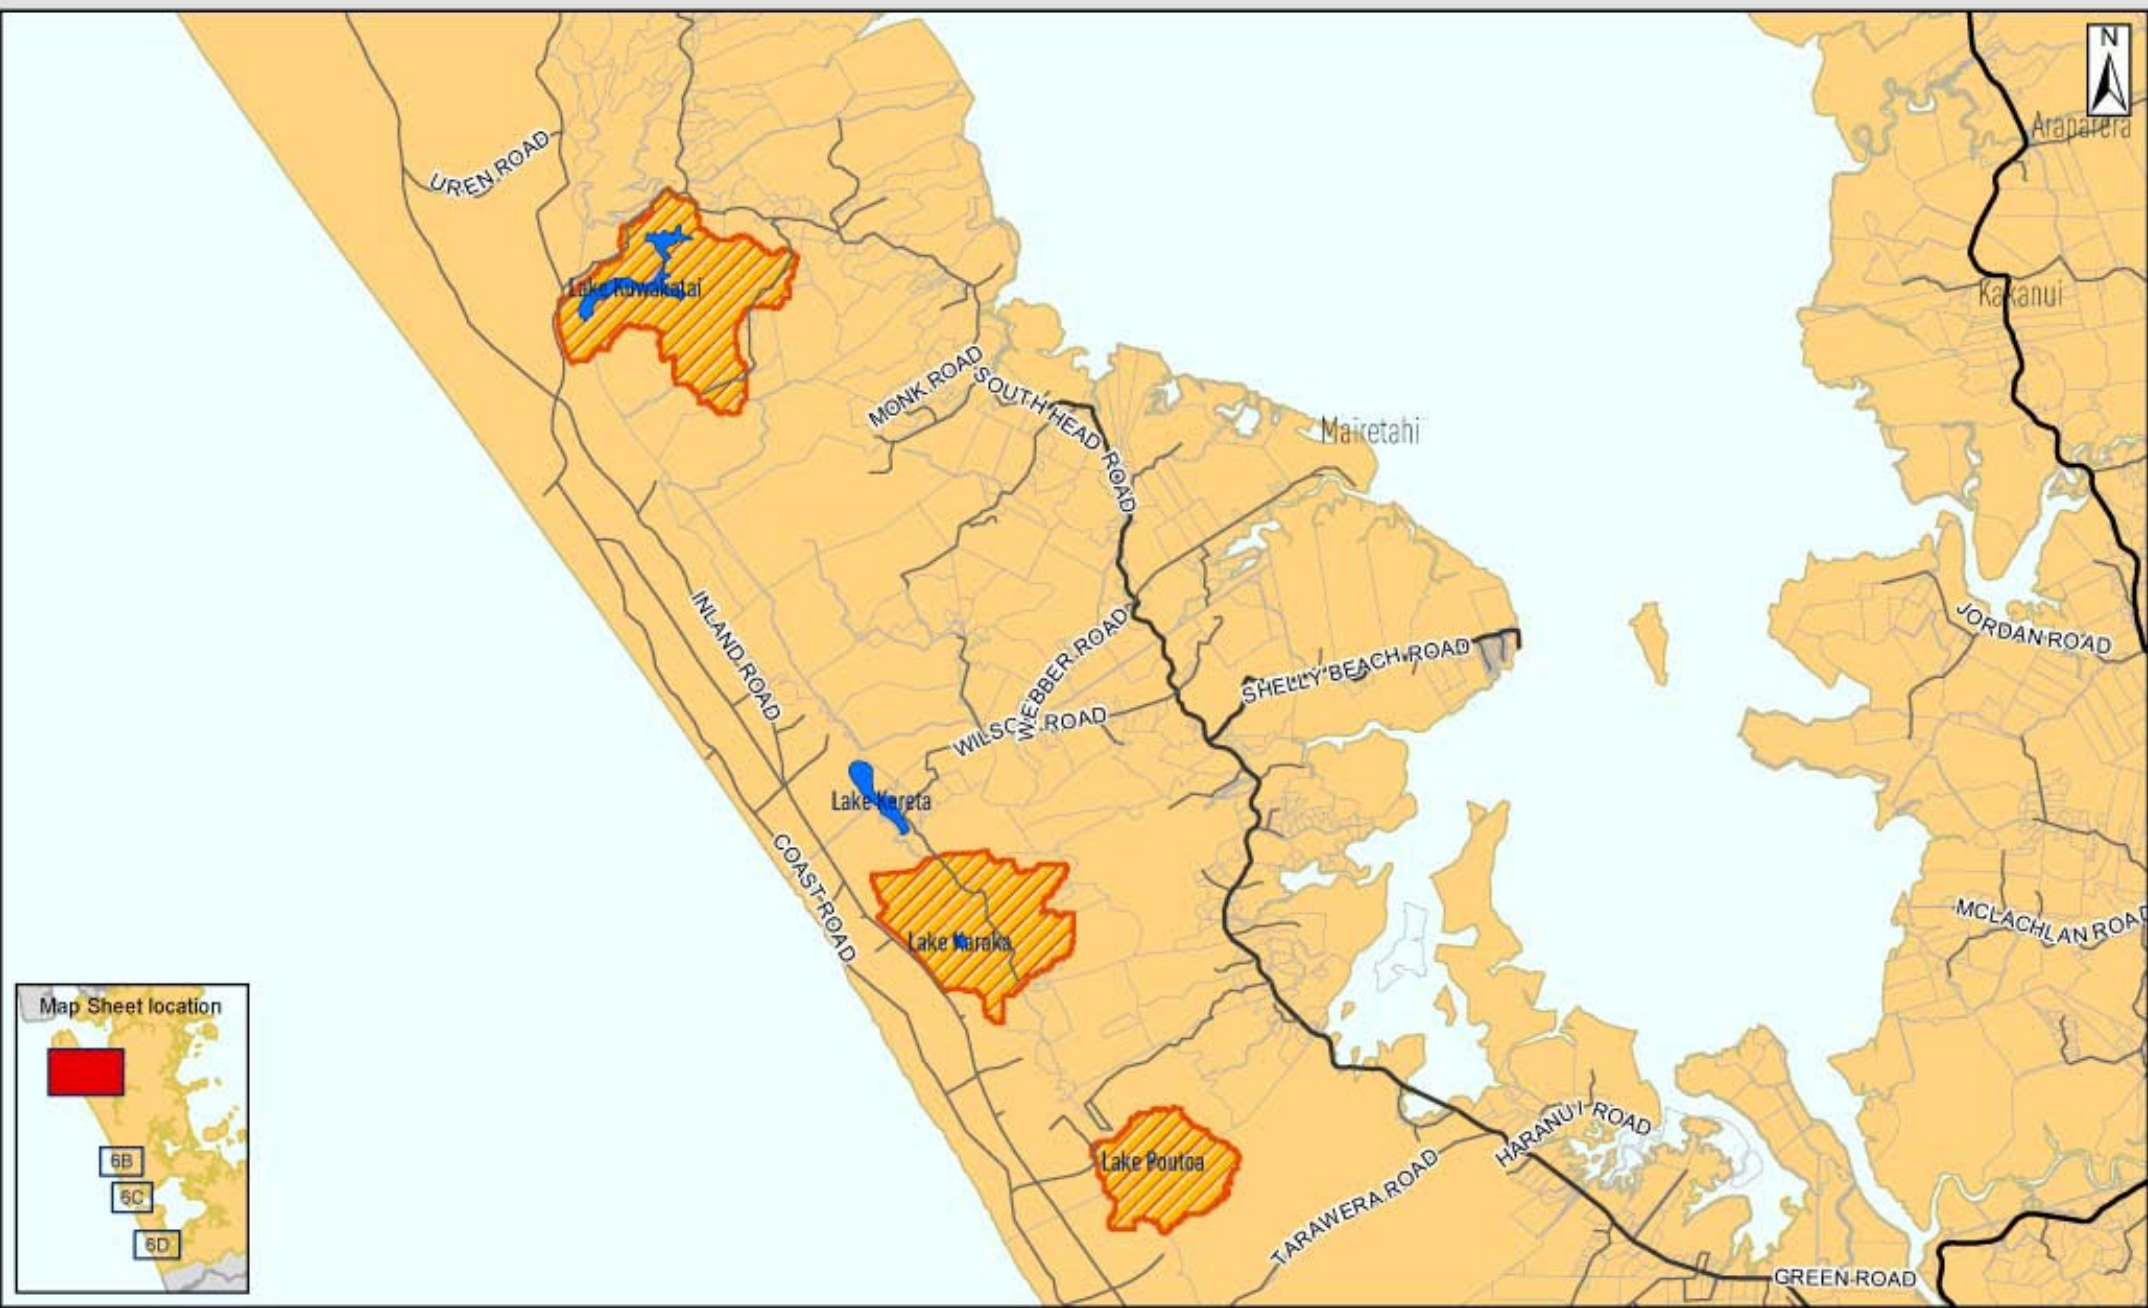 N
Araparera
UREN ROAD
Lake Kuwakatai
Kakanui
MONK ROAD
SOUTH HEAD ROAD
Mairetahi
INLAND ROAD
WEBBER ROAD
JORDAN ROAD
SHELLY BEACH ROAD
ROAD
Lake Kereta
COAST ROAD
MCLACHLAN ROAD
Lake Karaka
Map Sheet location
6B
6C
6D
HARANUI ROAD
Lake Poutoa
TARAWERA ROAD
GREEN ROAD